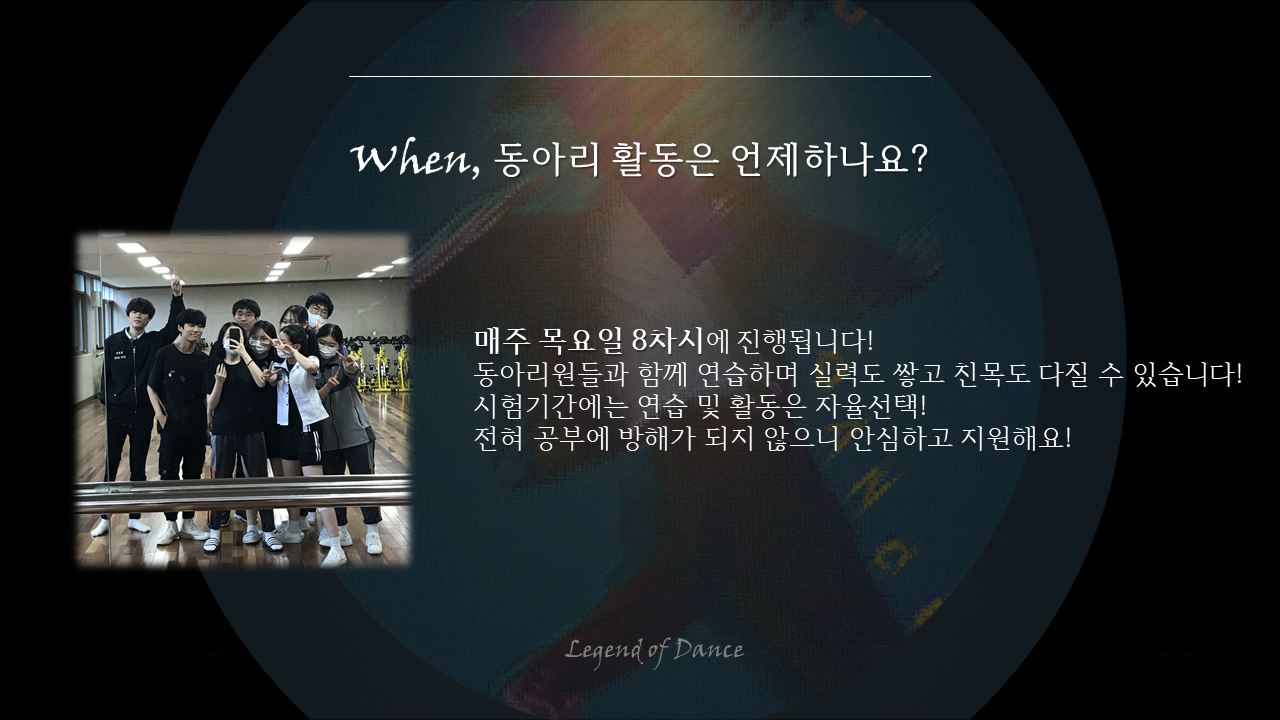 When, 동아리 활동은 언제하나요?
매주 목요일 8차시에 진행됩니다!
동아리원들과 함께 연습하며 실력도 쌓고 친목도 다질 수 있습니다!
시험기간에는 연습 및 활동은 자율선택!
전혀 공부에 방해가 되지 않으니 안심하고 지원해요!
Legend of Dance